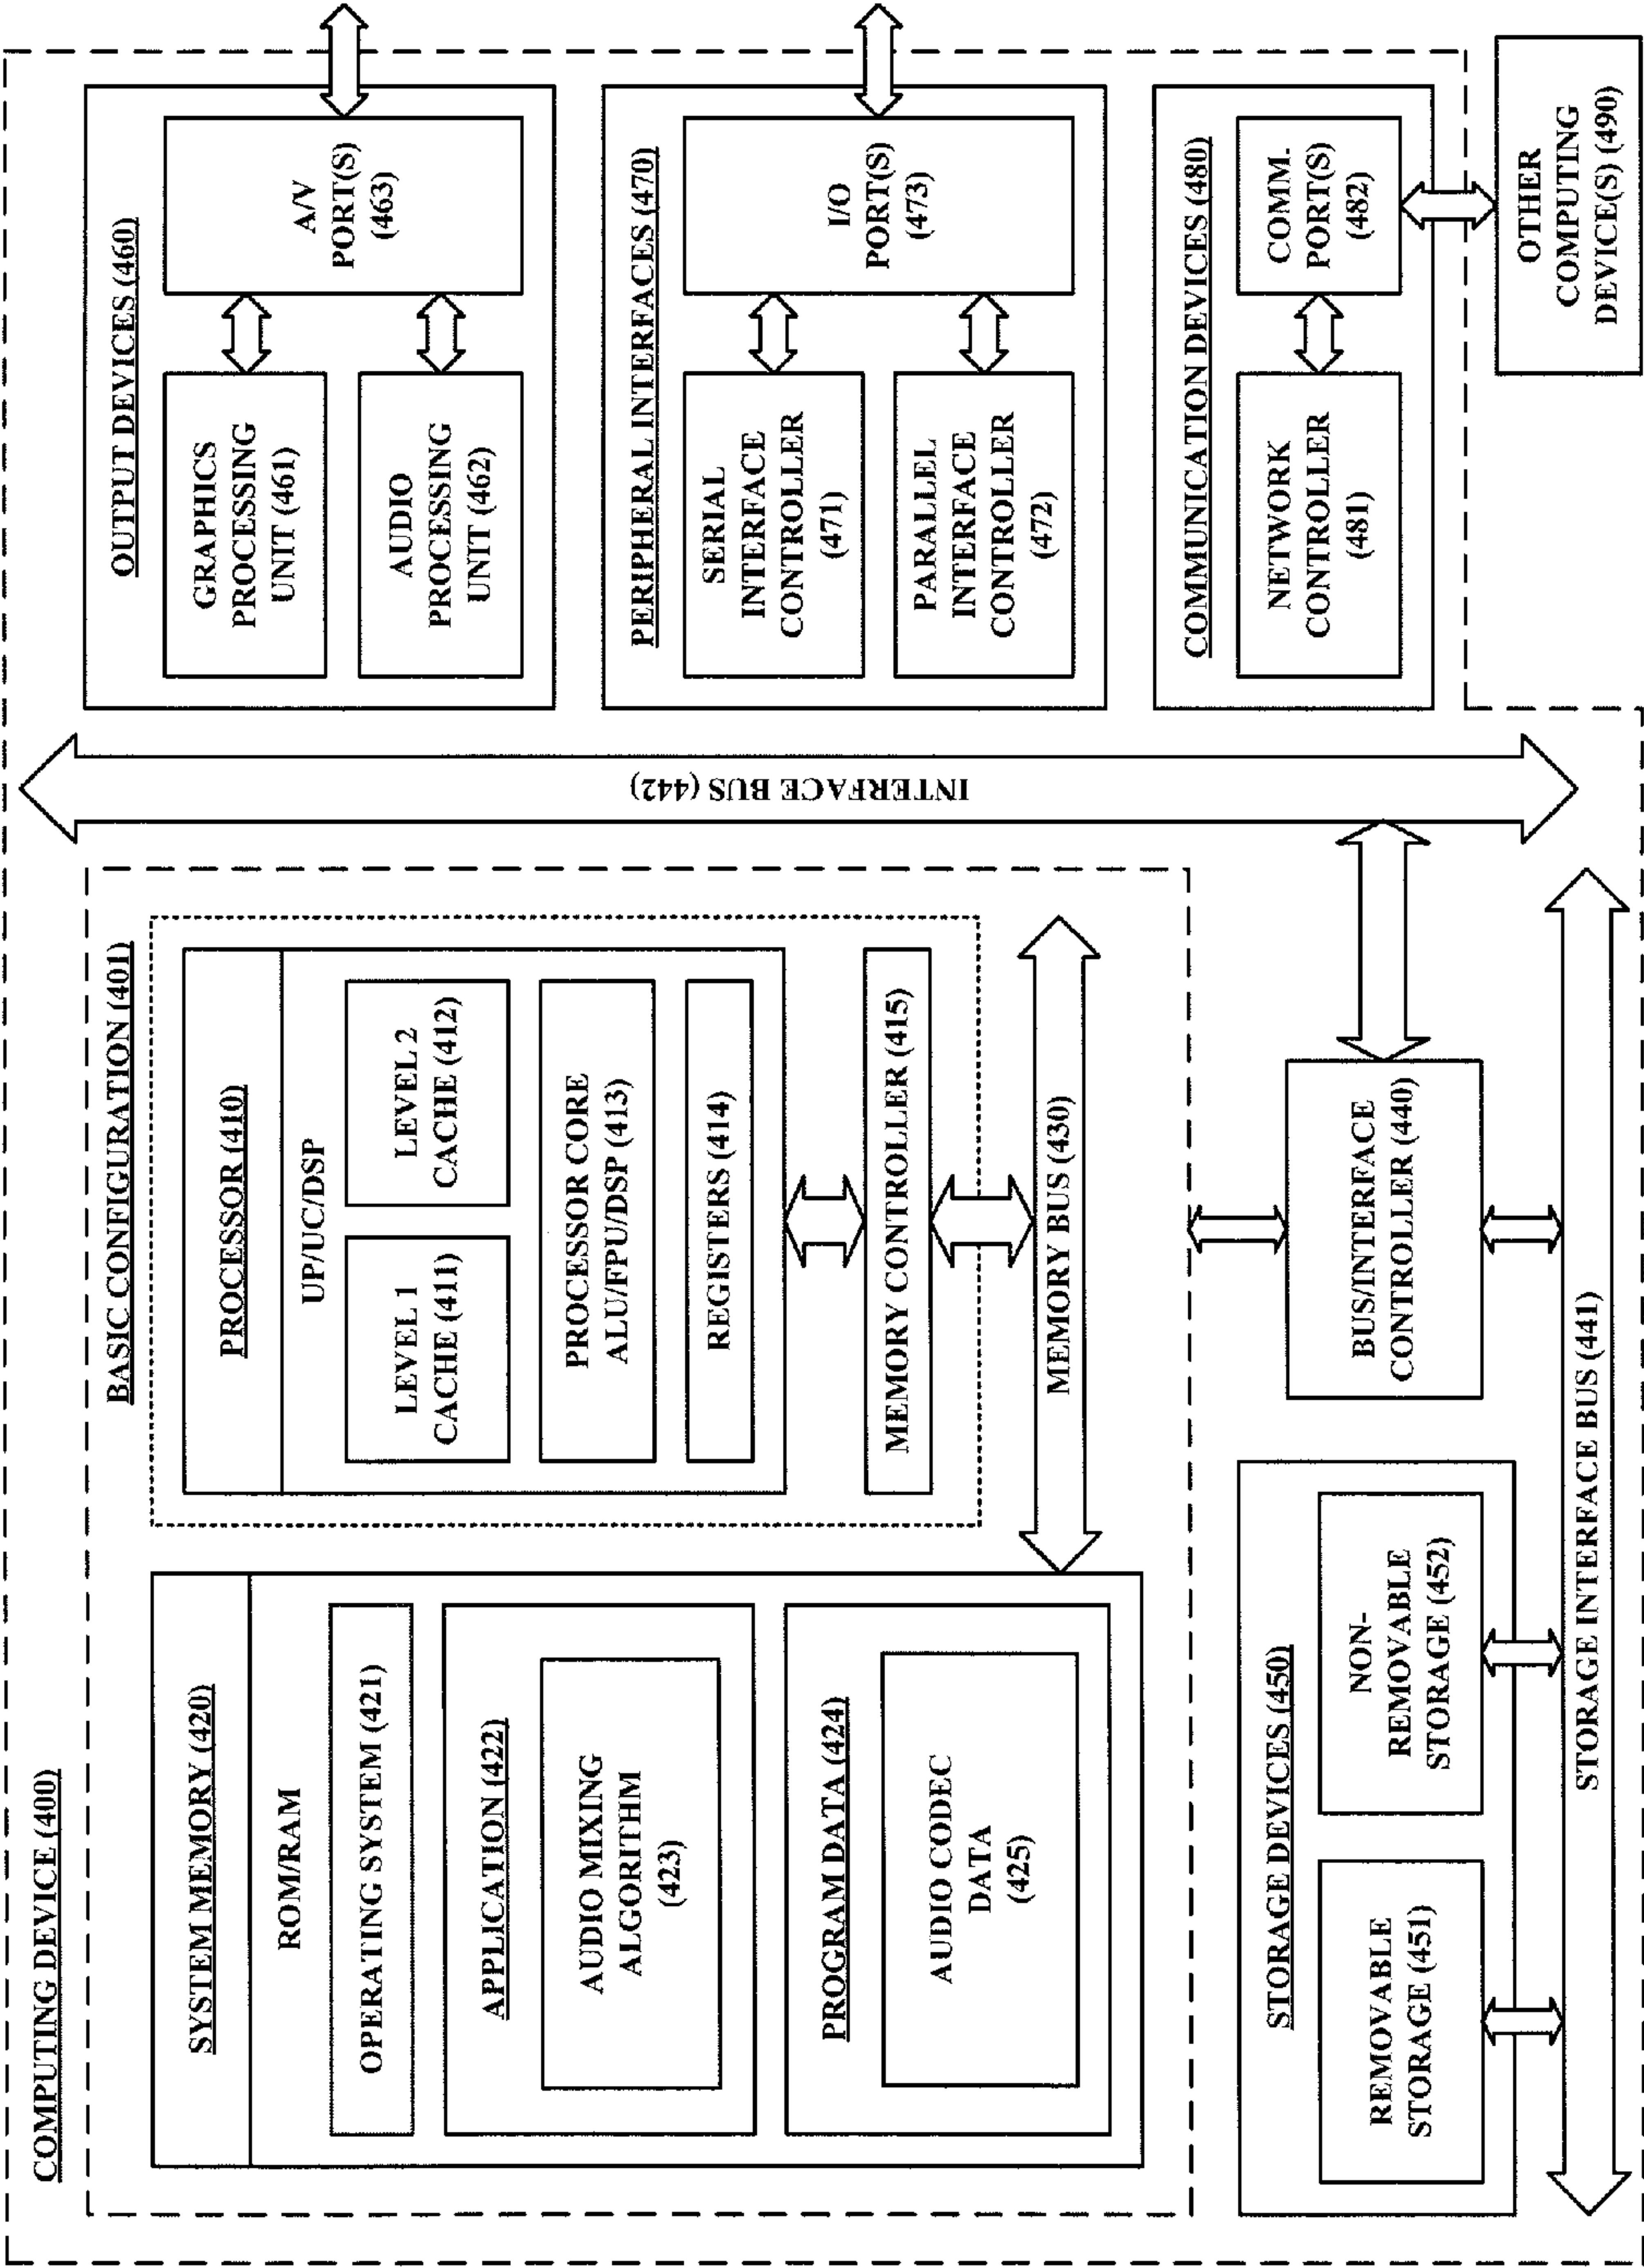 COMPUTING DEVICE (400)
BASIC CONFIGURATION (401)
SYSTEM MEMORY (420)
ROM/RAM
OPERATING SYSTEM (421)
APPLICATION (422)
AUDIO MIXING
ALGORITHM
(423)
PROGRAM DATA (424)
AUDIO CODEC
DATA
(425)
PROCESSOR (410)
UP/UC/DSP
LEVEL 1
CACHE (411)
LEVEL 2
CACHE (412)
PROCESSOR CORE
ALU/FPU/DSP (413)
REGISTERS (414)
MEMORY CONTROLLER (415)
MEMORY BUS (430)
BUS/INTERFACE
CONTROLLER (440)
STORAGE DEVICES (450)
REMOVABLE
STORAGE (451)
NON-
REMOVABLE
STORAGE (452)
STORAGE INTERFACE BUS (441)
INTERFACE BUS (442)
OUTPUT DEVICES (460)
GRAPHICS
PROCESSING
UNIT (461)
AUDIO
PROCESSING
UNIT (462)
A/V
PORT(S)
(463)
PERIPHERAL INTERFACES (470)
SERIAL
INTERFACE
CONTROLLER
(471)
PARALLEL
INTERFACE
CONTROLLER
(472)
I/O
PORT(S)
(473)
COMMUNICATION DEVICES (480)
NETWORK
CONTROLLER
(481)
COMM.
PORT(S)
(482)
OTHER
COMPUTING
DEVICE(S) (490)